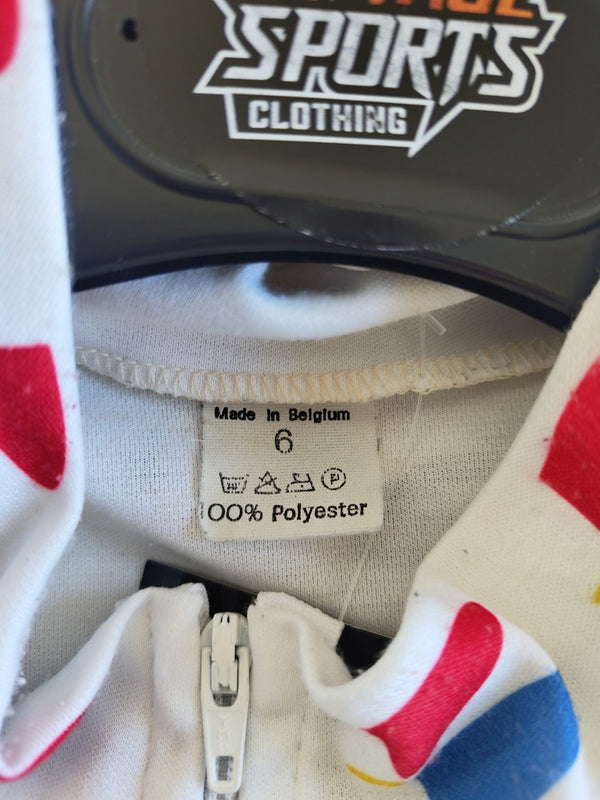 SPORTS
CLOTHING
Made in Belgium
6
P
00% Polyester